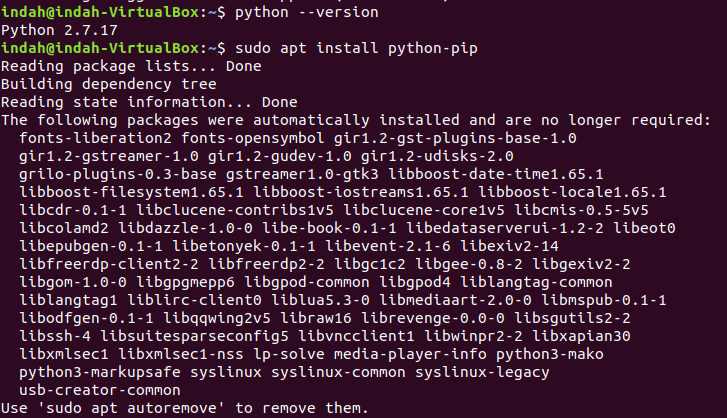 indah@indah-VirtualBox:~$ python --version
Python 2.7.17
indah@indah-VirtualBox:~$ sudo apt install python-pip
Reading package lists... Done
Building dependency tree
Reading state information... Done
The following packages were automatically installed and are no longer required:
  fonts-liberation2 fonts-opensymbol gir1.2-gst-plugins-base-1.0
  gir1.2-gstreamer-1.0 gir1.2-gudev-1.0 gir1.2-udisks-2.0
  grilo-plugins-0.3-base gstreamer1.0-gtk3 libboost-date-time1.65.1
  libboost-filesystem1.65.1 libboost-iostreams1.65.1 libboost-locale1.65.1
  libcdr-0.1-1 libclucene-contribs1v5 libclucene-core1v5 libcmis-0.5-5v5
  libcolamd2 libdazzle-1.0-0 libe-book-0.1-1 libedataserverui-1.2-2 libeot0
  libepubgen-0.1-1 libetonyek-0.1-1 libevent-2.1-6 libexiv2-14
  libfreerdp-client2-2 libfreerdp2-2 libgc1c2 libgee-0.8-2 libgexiv2-2
  libgom-1.0-0 libgpgmepp6 libgpod-common libgpod4 liblangtag-common
  liblangtag1 liblirc-client0 liblua5.3-0 libmediaart-2.0-0 libmspub-0.1-1
  libodfgen-0.1-1 libqqwing2v5 libraw16 librevenge-0.0-0 libsgutils2-2
  libssh-4 libsuitesparseconfig5 libvncclient1 libwinpr2-2 libxapian30
  libxmlsec1 libxmlsec1-nss lp-solve media-player-info python3-mako
  python3-markupsafe syslinux syslinux-common syslinux-legacy
  usb-creator-common
Use 'sudo apt autoremove' to remove them.